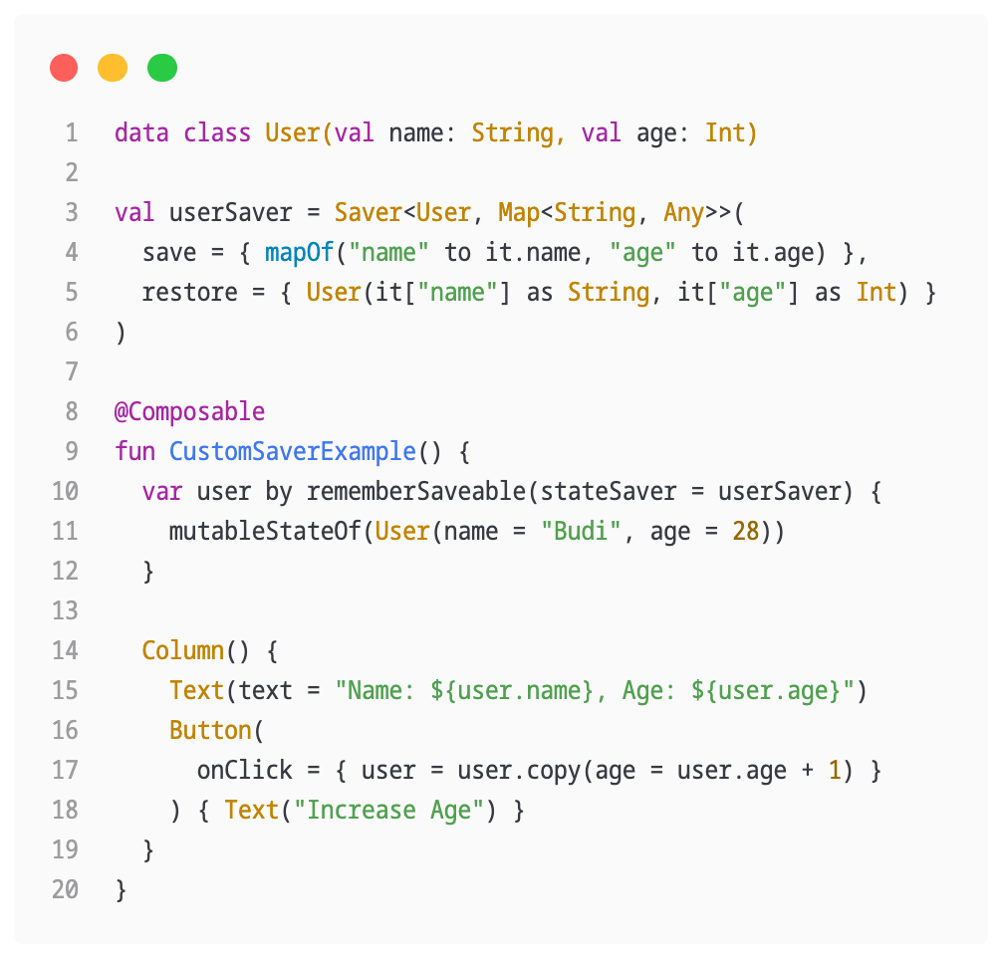 1 data class User(val name: String, val age: Int)
2
3 val userSaver = Saver<User, Map<String, Any>>(
4   save = { mapOf("name" to it.name, "age" to it.age) },
5   restore = { User(it["name"] as String, it["age"] as Int) }
6 )
7
8 @Composable
9 fun CustomSaverExample() {
10   var user by rememberSaveable(stateSaver = userSaver) {
11     mutableStateOf(User(name = "Budi", age = 28))
12   }
13
14   Column() {
15     Text(text = "Name: ${user.name}, Age: ${user.age}")
16     Button(
17       onClick = { user = user.copy(age = user.age + 1) }
18     ) { Text("Increase Age") }
19   }
20 }